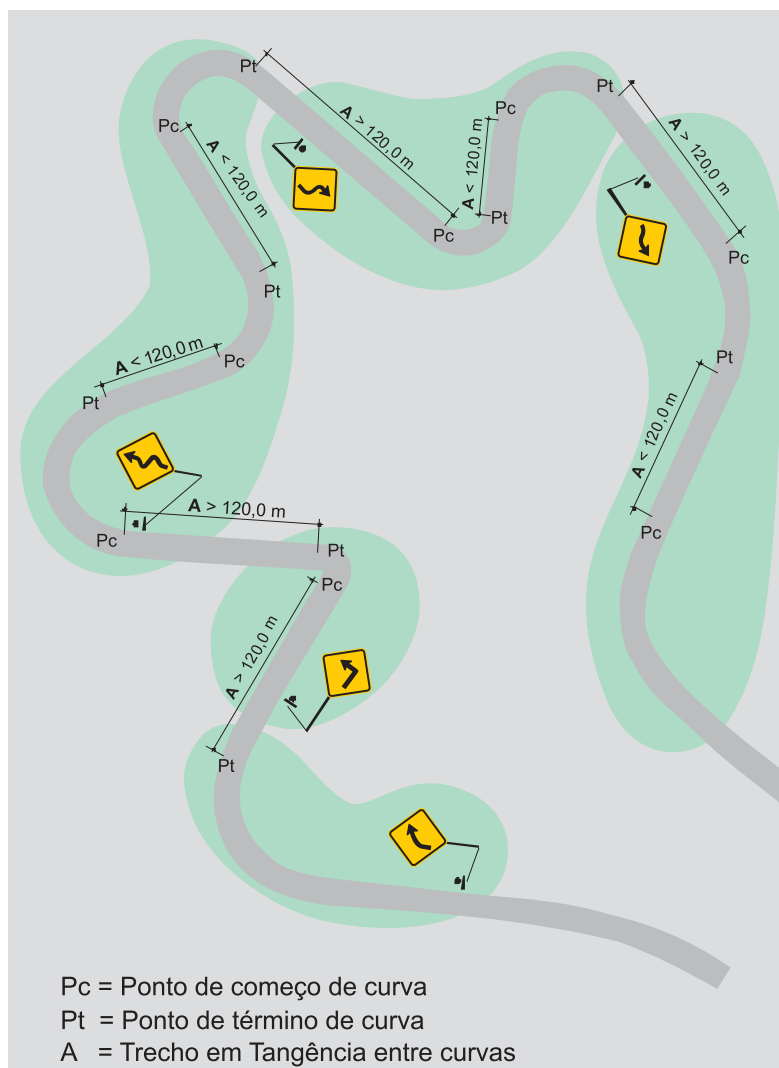 Pt
A > 120,0 m
Pc
A < 120,0 m
Pt
A > 120,0 m
Pc
A < 120,0 m
Pt
Pc
Pt
Pc
A < 120,0 m
Pt
Pc
Pt
A < 120,0 m
Pc
A > 120,0 m
Pc
Pt
Pc
A > 120,0 m
Pt
Pc = Ponto de começo de curva
Pt = Ponto de término de curva
A = Trecho em Tangência entre curvas